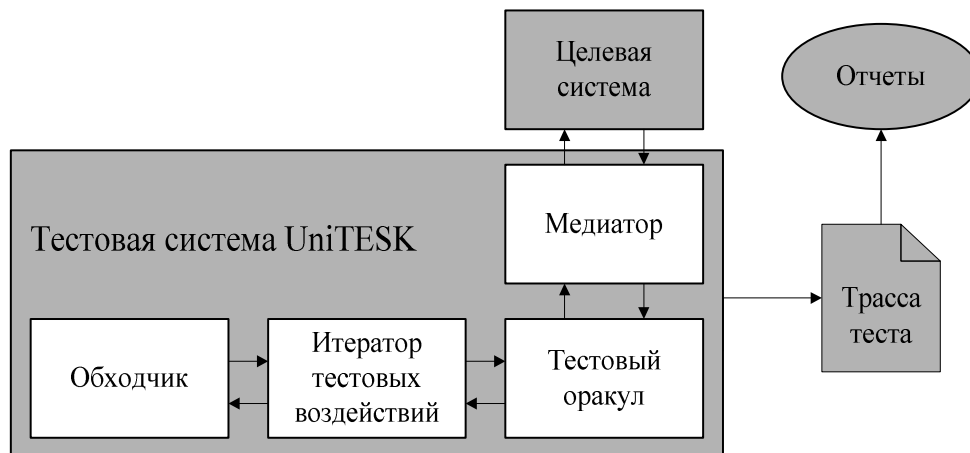 Целевая
система
Отчеты
Медиатор
Тестовая система UniTESK
Трасса
теста
Обходчик
Итератор
тестовых
воздействий
Тестовый
оракул